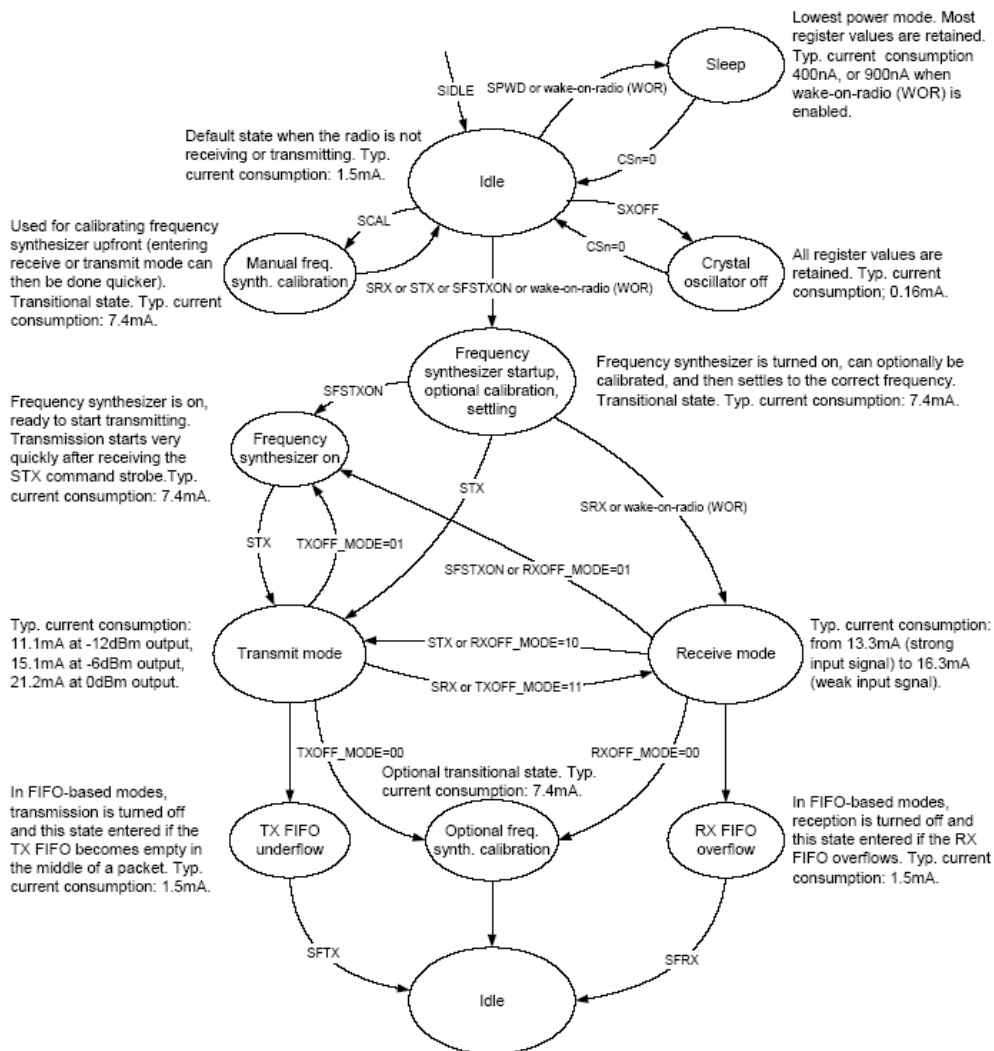 Lowest power mode. Most
register values are retained.
Typ. current consumption
400nA, or 900nA when
wake-on-radio (WOR) is
enabled.
Sleep
SIDLE
SPWD or wake-on-radio (WOR)
CSn=0
Default state when the radio is not
receiving or transmitting. Typ.
current consumption: 1.5mA.
Idle
SCAL
SXOFF
CSn=0
Used for calibrating frequency
synthesizer upfront (entering
receive or transmit mode can
then be done quicker).
Transitional state. Typ. current
consumption: 7.4mA.
Manual freq.
synth. calibration
Crystal
oscillator off
All register values are
retained. Typ. current
consumption; 0.16mA.
SRX or STX or SFSTXON or wake-on-radio (WOR)
Frequency
synthesizer startup,
optional calibration,
settling
Frequency synthesizer is turned on, can optionally be
calibrated, and then settles to the correct frequency.
Transitional state. Typ. current consumption: 7.4mA.
SFSTXON
Frequency synthesizer is on,
ready to start transmitting.
Transmission starts very
quickly after receiving the
STX command strobe.Typ.
current consumption: 7.4mA.
Frequency
synthesizer on
STX
SRX or wake-on-radio (WOR)
STX
TXOFF_MODE=01
SFSTXON or RXOFF_MODE=01
Typ. current consumption:
11.1mA at -12dBm output,
15.1mA at -6dBm output,
21.2mA at 0dBm output.
Transmit mode
STX or RXOFF_MODE=10
SRX or TXOFF_MODE=11
Receive mode
Typ. current consumption:
from 13.3mA (strong
input signal) to 16.3mA
(weak input sgnal).
TXOFF_MODE=00
RXOFF_MODE=00
Optional transitional state. Typ.
current consumption: 7.4mA.
In FIFO-based modes,
transmission is turned off
and this state entered if the
TX FIFO becomes empty in
the middle of a packet. Typ.
current consumption: 1.5mA.
TX FIFO
underflow
Optional freq.
synth. calibration
RX FIFO
overflow
In FIFO-based modes,
reception is turned off and
this state entered if the RX
FIFO overflows. Typ. current
consumption: 1.5mA.
SFTX
SFRX
Idle